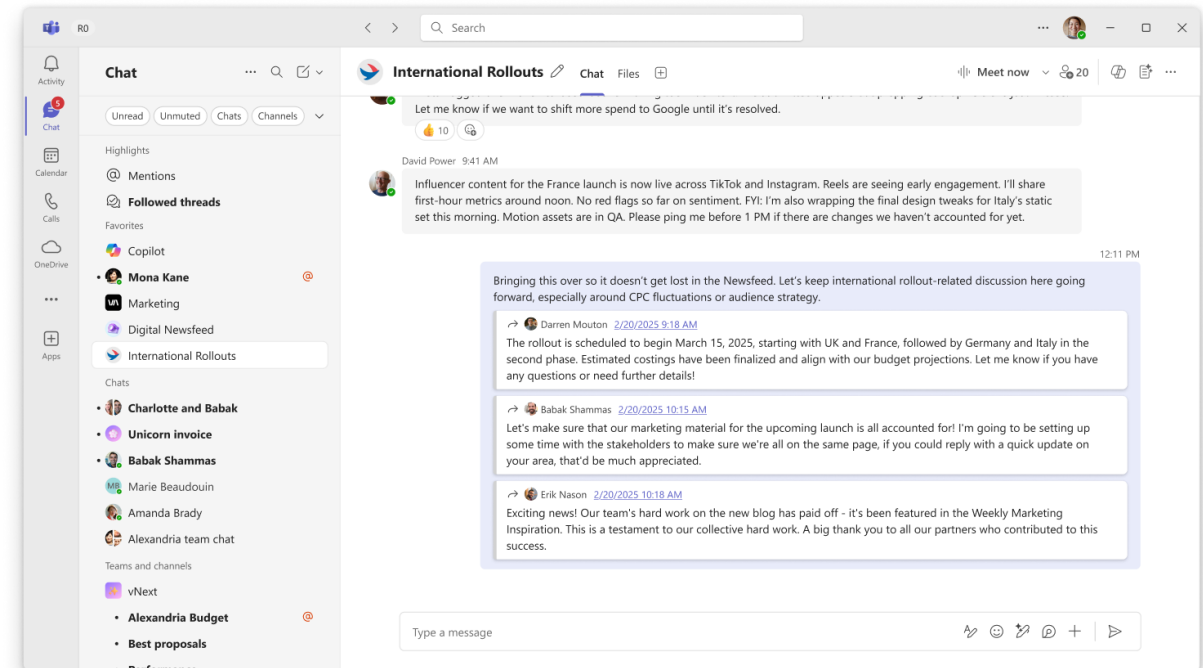 R0
Search
Activity
5
Chat
Calendar
Calls
OneDrive
Apps
Chat
Unread
Unmuted
Chats
Channels
Highlights
Mentions
Followed threads
Favorites
Copilot
Mona Kane
Marketing
Digital Newsfeed
International Rollouts
Chats
Charlotte and Babak
Unicorn invoice
Babak Shammas
MB Marie Beaudouin
Amanda Brady
Alexandria team chat
Teams and channels
vNext
Alexandria Budget
Best proposals
International Rollouts
Chat
Files
Meet now
20
Let me know if we want to shift more spend to Google until it's resolved.
10
David Power 9:41 AM
Influencer content for the France launch is now live across TikTok and Instagram. Reels are seeing early engagement. I'll share
first-hour metrics around noon. No red flags so far on sentiment. FYI: I'm also wrapping the final design tweaks for Italy's static
set this morning. Motion assets are in QA. Please ping me before 1 PM if there are changes we haven't accounted for yet.
12:11 PM
Bringing this over so it doesn't get lost in the Newsfeed. Let's keep international rollout-related discussion here going
forward, especially around CPC fluctuations or audience strategy.
Darren Mouton 2/20/2025 9:18 AM
The rollout is scheduled to begin March 15, 2025, starting with UK and France, followed by Germany and Italy in the
second phase. Estimated costings have been finalized and align with our budget projections. Let me know if you have
any questions or need further details!
Babak Shammas 2/20/2025 10:15 AM
Let's make sure that our marketing material for the upcoming launch is all accounted for! I'm going to be setting up
some time with the stakeholders to make sure we're all on the same page, if you could reply with a quick update on
your area, that'd be much appreciated.
Erik Nason 2/20/2025 10:18 AM
Exciting news! Our team's hard work on the new blog has paid off - it's been featured in the Weekly Marketing
Inspiration. This is a testament to our collective hard work. A big thank you to all our partners who contributed to this
success.
Type a message